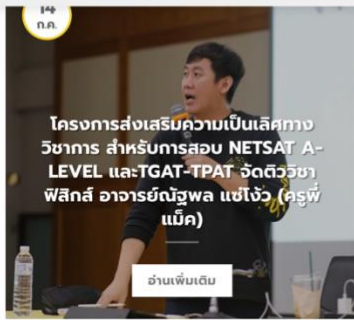 14
ก.ค.
โครงการส่งเสริมความเป็นเลิศทาง
วิชาการ สำหรับการสอบ NETSAT A-
LEVEL และTGAT-TPAT จัดติววิชา
ฟิสิกส์ อาจารย์ณัฐพล แซ่โง้ว (ครูพี่
แม็ค)
อ่านเพิ่มเติม